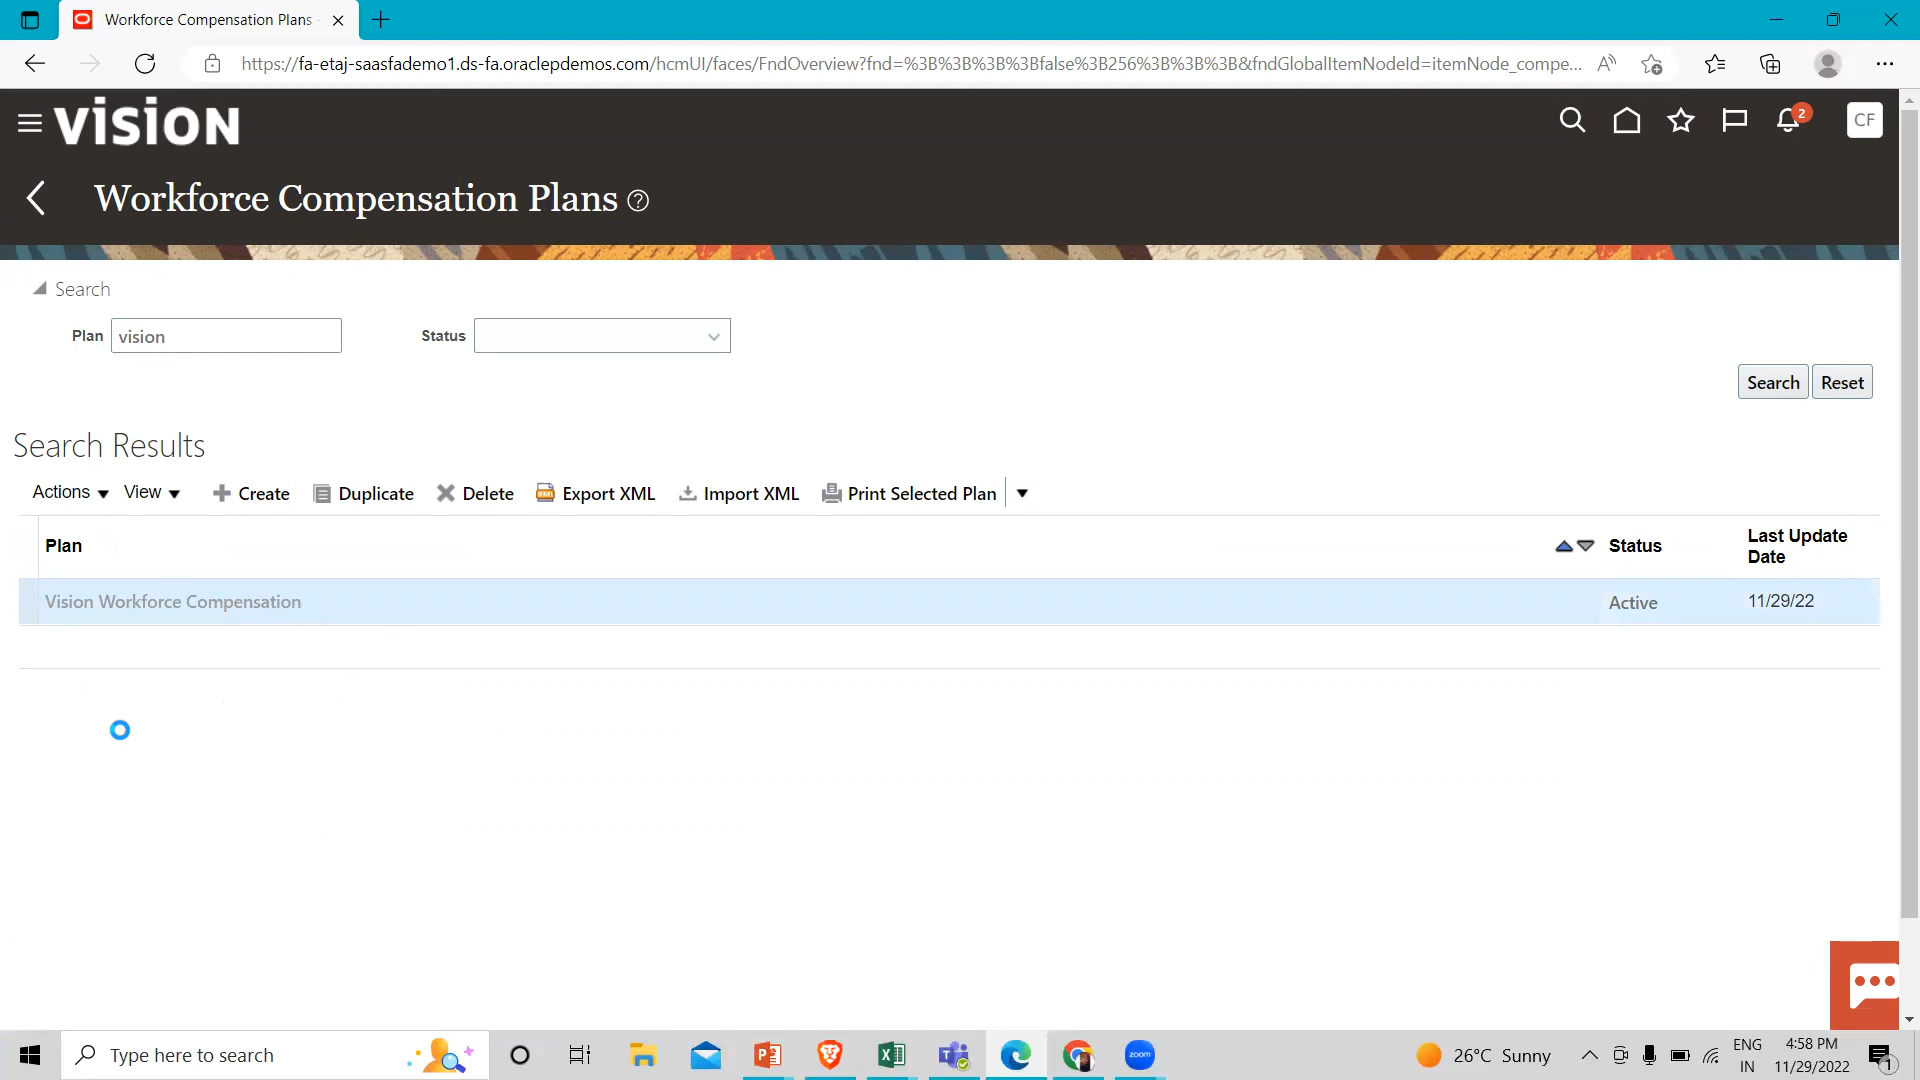 Workforce Compensation Plans
https://fa-etaj-saasfademo1.ds-fa.oraclepdemos.com/hcmUI/faces/FndOverview?fnd=%3B%3B%3B%3Bfalse%3B256%3B%3B%3B&fndGlobalItemNodeId=itemNode_compe...
vision
2
CF
Workforce Compensation Plans
Search
Plan vision Status
Search Reset
Search Results
Actions View Create Duplicate Delete Export XML Import XML Print Selected Plan
Plan Status Last Update Date
Vision Workforce Compensation Active 11/29/22
Type here to search
zoom
26°C Sunny
ENG
IN
4:58 PM
11/29/2022
1